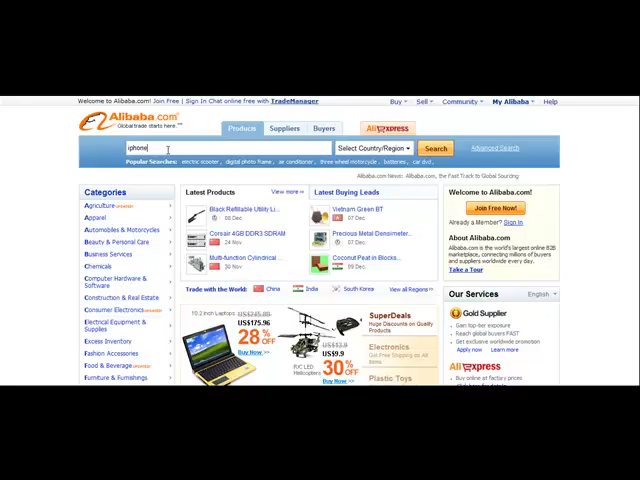 Welcome to Alibaba.com! Join Free | Sign In Chat online free with TradeManager
Buy Sell Community My Alibaba Help
Alibaba.com
Global trade starts here.™
Products Suppliers Buyers AliExpress
iphone Select Country/Region Search Advanced Search
Popular Searches: electric scooter, digital photo frame, air conditioner, three wheel motorcycle, batteries, car dvd,
Alibaba.com News: Alibaba.com, the Fast Track to Global Sourcing
Categories
Agriculture UPDATED
Apparel
Automobiles & Motorcycles
Beauty & Personal Care
Business Services
Chemicals
Computer Hardware &
Software
Construction & Real Estate
Consumer Electronics UPDATED
Electrical Equipment &
Supplies
Excess Inventory
Fashion Accessories
Food & Beverage UPDATED
Furniture & Furnishings
Latest Products View more >>
Black Refillable Utility Li...
08 Dec
Corsair 4GB DDR3 SDRAM
24 Nov
Multi-function Cylindrical ...
30 Nov
Latest Buying Leads
Vietnam Green BT
07 Dec
Precious Metal Densimeter...
07 Dec
Coconut Peat in Blocks...
09 Dec
Trade with the World: China India South Korea View all Regions >>
10.2 inch Laptops US$245.80
US$175.96
28% OFF
Buy Now >>
R/C LED
Helicopters
US$13.9
US$9.9
30% OFF
Buy Now >>
SuperDeals
Huge Discounts on Quality
Products
Electronics
Get Free Shipping on All
Items
Plastic Toys
Welcome to Alibaba.com!
Join Free Now!
Already a Member? Sign In
About Alibaba.com
Alibaba.com is the world's largest online B2B
marketplace, connecting millions of buyers
and suppliers worldwide every day.
Take a Tour
Our Services English
Gold Supplier
Gain top-tier exposure
Reach global buyers FAST
Get exclusive worldwide promotion
Apply now Learn more
AliExpress
Buy online at factory prices